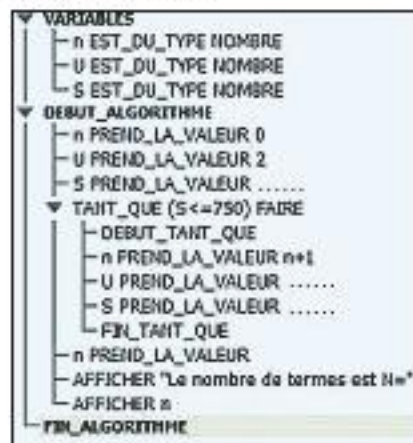 VARIABLES
n EST_DU_TYPE NOMBRE
U EST_DU_TYPE NOMBRE
S EST_DU_TYPE NOMBRE
DEBUT_ALGORITHME
n PREND_LA_VALEUR 0
U PREND_LA_VALEUR 2
S PREND_LA_VALEUR ......
TANT_QUE (S<=750) FAIRE
DEBUT_TANT_QUE
n PREND_LA_VALEUR n+1
U PREND_LA_VALEUR ......
S PREND_LA_VALEUR ......
FIN_TANT_QUE
n PREND_LA_VALEUR
AFFICHER "Le nombre de termes est N="
AFFICHER n
FIN_ALGORITHME